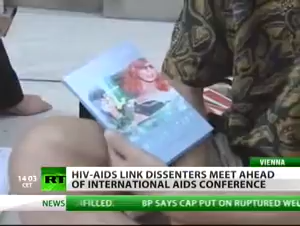 VIENNA
14:03
CET
RT
HIV-AIDS LINK DISSENTERS MEET AHEAD
OF INTERNATIONAL AIDS CONFERENCE
NEWS
FILLED.
BP SAYS CAP PUT ON RUPTURED WEL